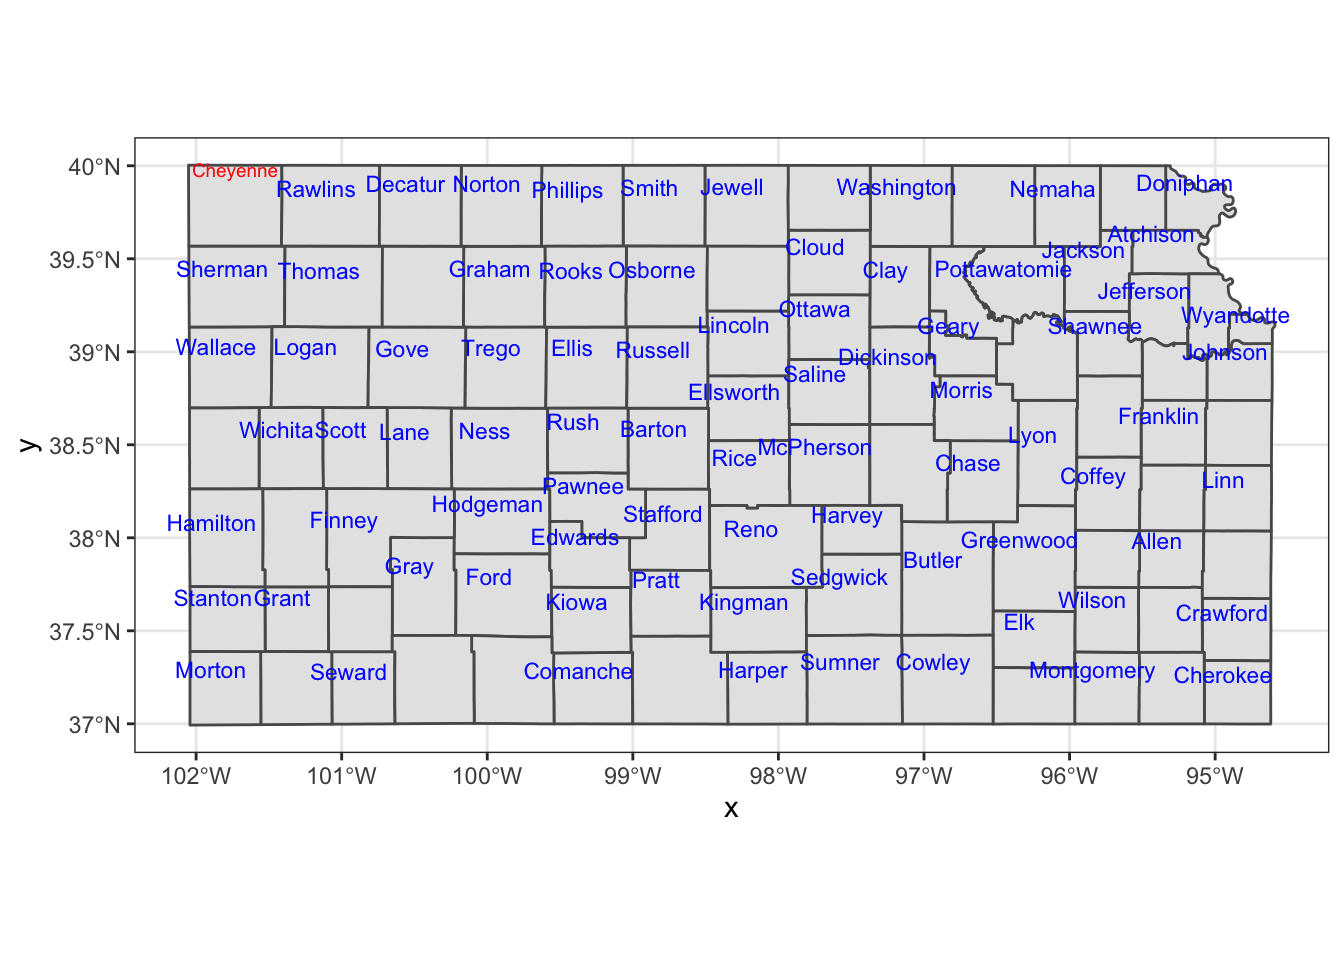 40°N
39.5°N
39°N
38.5°N
38°N
37.5°N
37°N
y
Cheyenne
Rawlins Decatur Norton Phillips Smith Jewell Washington Nemaha Doniphan
Atchison
Cloud Jackson
Sherman Thomas Graham Rooks Osborne Clay Pottawatomie
Jefferson
Ottawa Wyandotte
Lincoln Geary Shawnee
Wallace Logan Gove Trego Ellis Russell Dickinson Johnson
Saline
Ellsworth Morris
Franklin
Wichita Scott Lane Ness Rush Barton Lyon
McPherson
Rice Chase
Pawnee Coffey Linn
Hodgeman
Hamilton Finney Stafford Harvey
Reno
Edwards Greenwood Allen
Gray Butler
Ford Pratt Sedgwick
Stanton Grant Kiowa Kingman Wilson
Crawford
Elk
Sumner Cowley
Morton Seward Comanche Harper Montgomery Cherokee
102°W 101°W 100°W 99°W 98°W 97°W 96°W 95°W
x